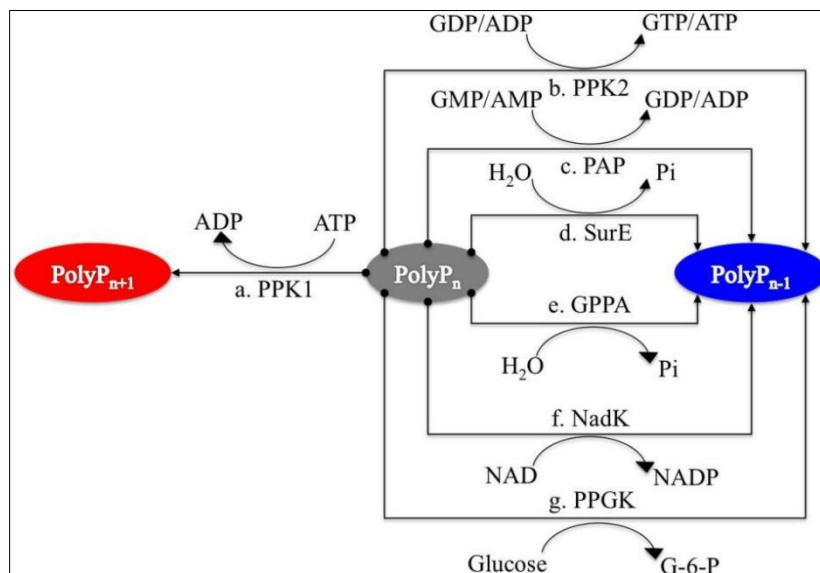 GDP/ADP GTP/ATP
b. PPK2
GMP/AMP GDP/ADP
c. PAP
H₂O Pi
d. SurE
ADP ATP
PolyPₙ₊₁ PolyPₙ PolyPₙ₋₁
a. PPK1
e. GPPA
H₂O Pi
f. NadK
NAD NADP
g. PPGK
Glucose G-6-P